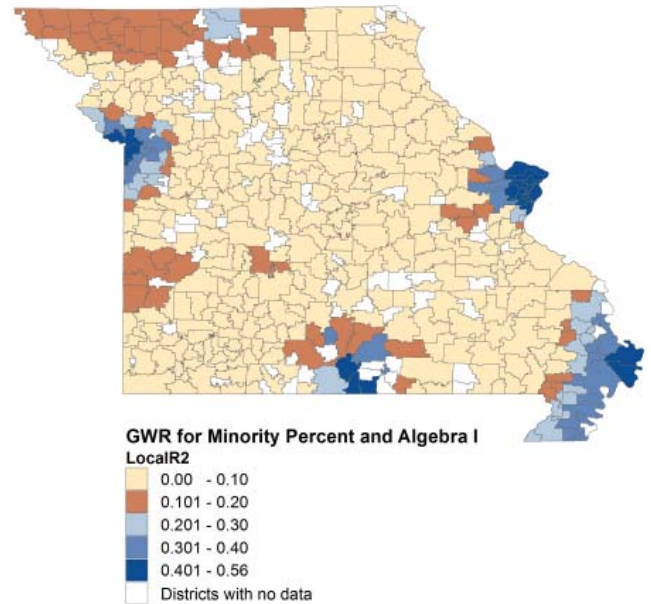 GWR for Minority Percent and Algebra I
LocalR2
0.00 - 0.10
0.101 - 0.20
0.201 - 0.30
0.301 - 0.40
0.401 - 0.56
Districts with no data